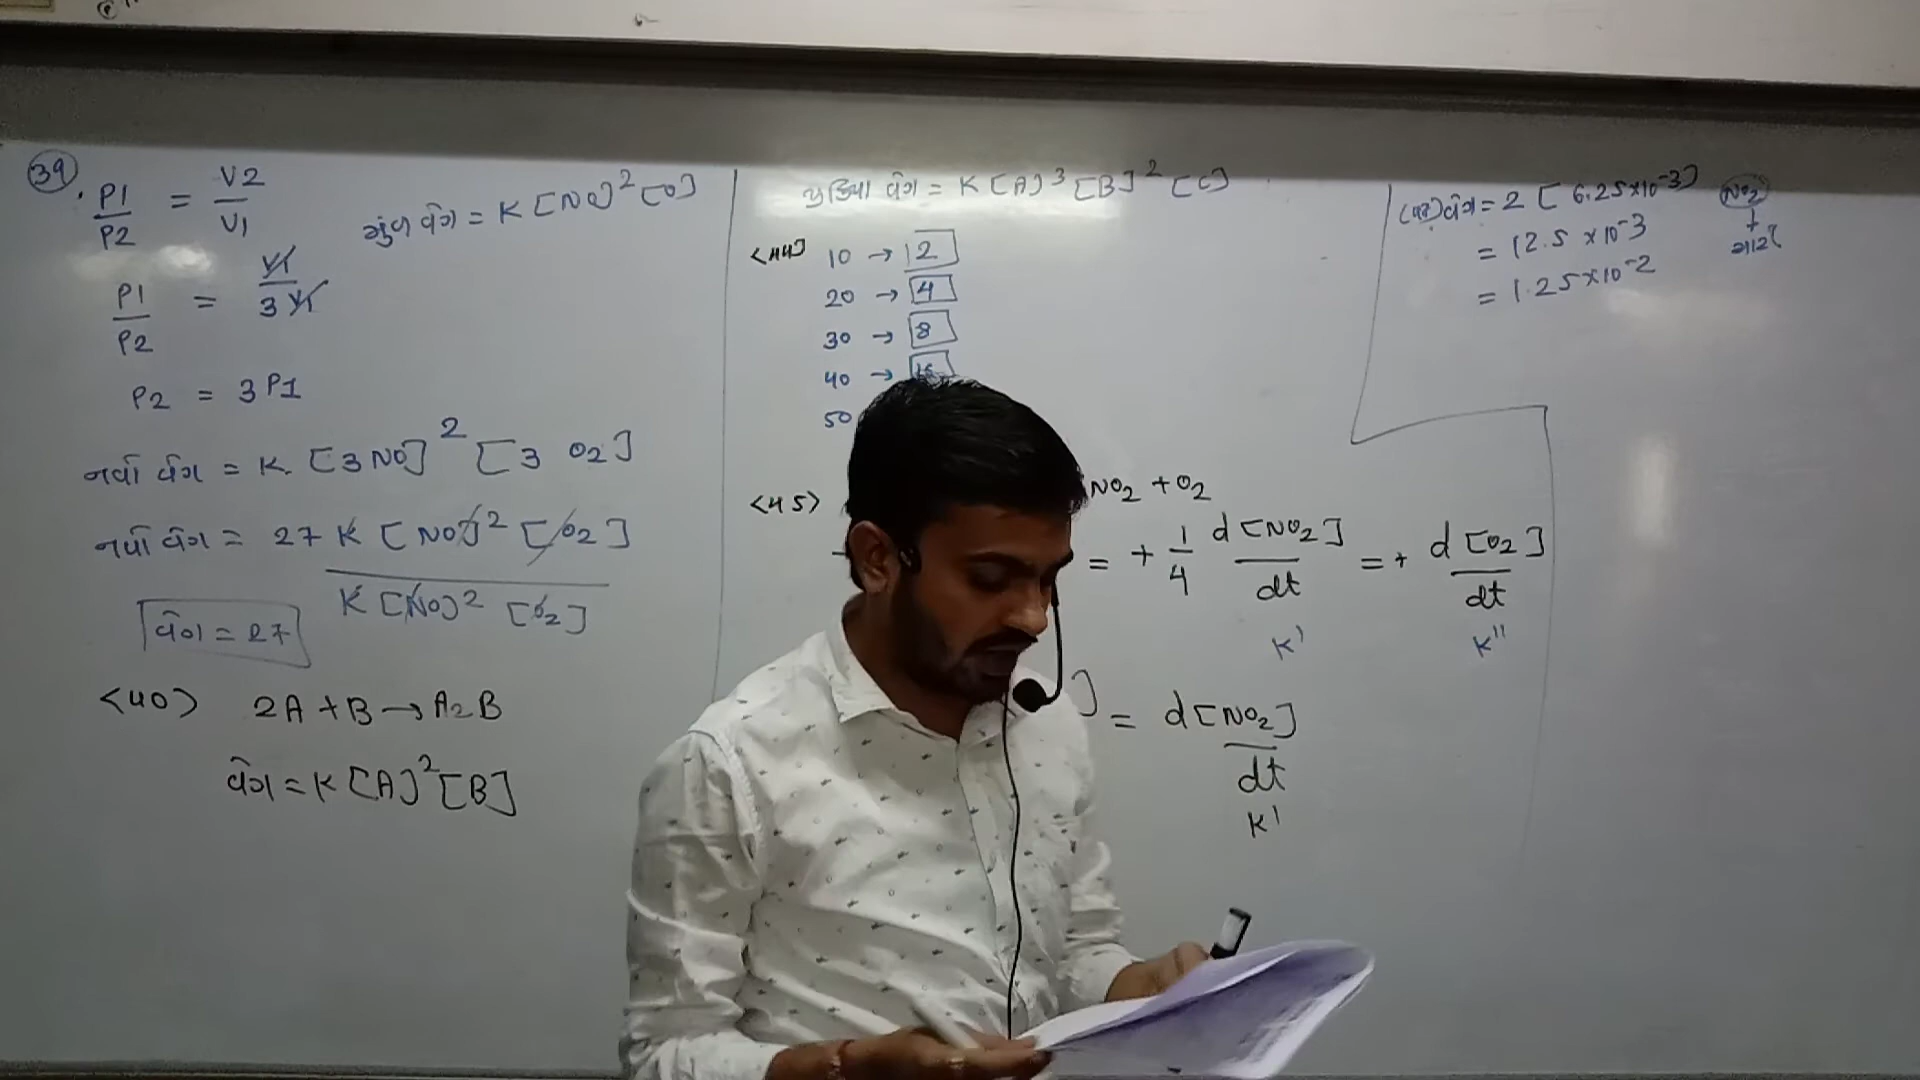 39.
P1/P2 = V2/V1
P1/P2 = V1/3V1
P2 = 3P1
વેગ = K [NO]² [O]
નવો વેગ = K. [3 NO]² [3 O2]
નવો વેગ = 27 K [NO]² [O2]
K [NO]² [O2]
વેગ = 27
<40> 2A + B → A2B
વેગ = K [A]² [B]
વેગ = K [A]³ [B]² [C]
<44> 10 → 2
20 → 4
30 → 8
40 → 16
50
<45> NO2 + O2
= + 1/4 d[NO2]/dt = + d[O2]/dt
K' K''
] = d[NO2]/dt
K'
વેગ = 2 [6.25×10-3] NO2
= 12.5 ×10-3 માટે
= 1.25×10-2